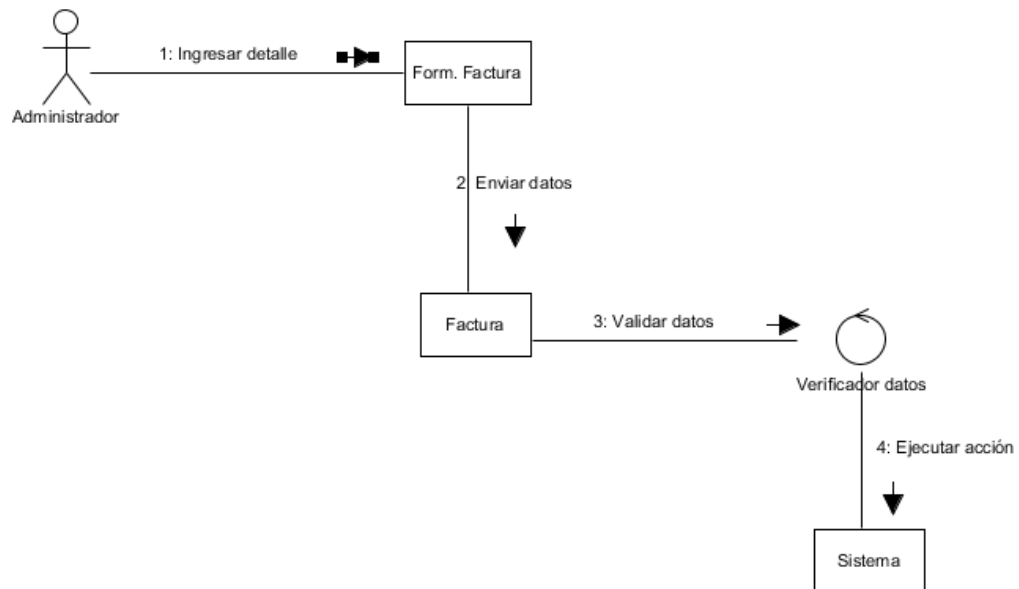 1: Ingresar detalle
Form. Factura
Administrador
2 Enviar datos
Factura
3: Validar datos
Verificador datos
4: Ejecutar acción
Sistema